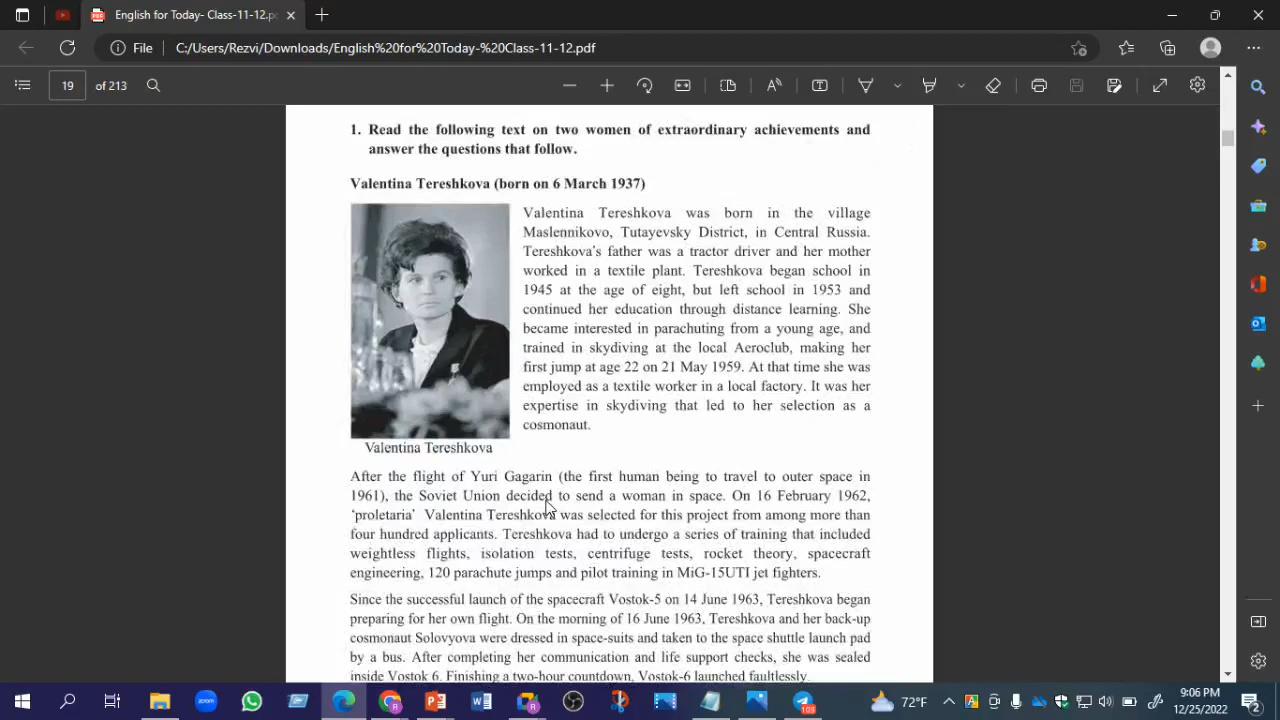 English for Today- Class-11-12.p
File
C:/Users/Rezvi/Downloads/English%20for%20Today-%20Class-11-12.pdf
19
of 213
1. Read the following text on two women of extraordinary achievements and
answer the questions that follow.
Valentina Tereshkova (born on 6 March 1937)
Valentina Tereshkova was born in the village
Maslennikovo, Tutayevsky District, in Central Russia.
Tereshkova's father was a tractor driver and her mother
worked in a textile plant. Tereshkova began school in
1945 at the age of eight, but left school in 1953 and
continued her education through distance learning. She
became interested in parachuting from a young age, and
trained in skydiving at the local Aeroclub, making her
first jump at age 22 on 21 May 1959. At that time she was
employed as a textile worker in a local factory. It was her
expertise in skydiving that led to her selection as a
cosmonaut.
Valentina Tereshkova
After the flight of Yuri Gagarin (the first human being to travel to outer space in
1961), the Soviet Union decided to send a woman in space. On 16 February 1962,
'proletaria' Valentina Tereshkova was selected for this project from among more than
four hundred applicants. Tereshkova had to undergo a series of training that included
weightless flights, isolation tests, centrifuge tests, rocket theory, spacecraft
engineering, 120 parachute jumps and pilot training in MiG-15UTI jet fighters.
Since the successful launch of the spacecraft Vostok-5 on 14 June 1963, Tereshkova began
preparing for her own flight. On the morning of 16 June 1963, Tereshkova and her back-up
cosmonaut Solovyova were dressed in space-suits and taken to the space shuttle launch pad
by a bus. After completing her communication and life support checks, she was sealed
inside Vostok 6. Finishing a two-hour countdown, Vostok-6 launched faultlessly.
72°F
9:06 PM
12/25/2022